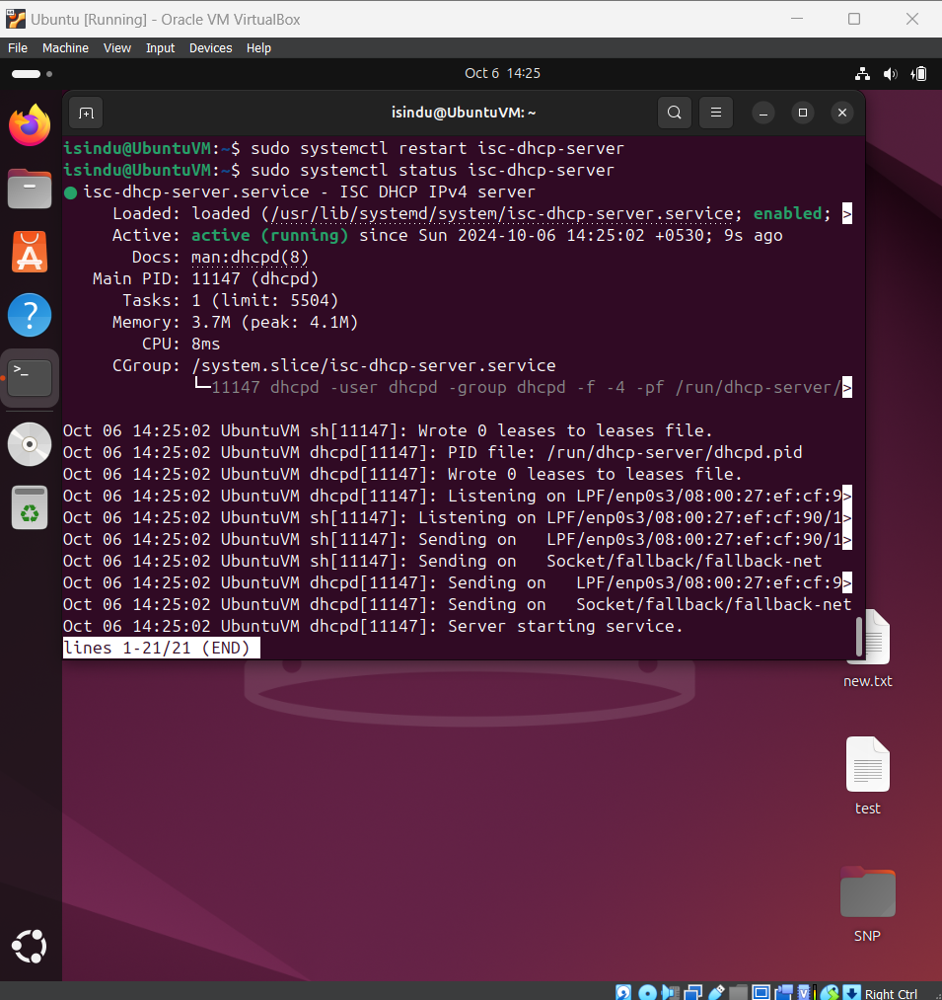 Ubuntu [Running] - Oracle VM VirtualBox
File Machine View Input Devices Help
Oct 6 14:25
isindu@UbuntuVM: ~
isindu@UbuntuVM:~$ sudo systemctl restart isc-dhcp-server
isindu@UbuntuVM:~$ sudo systemctl status isc-dhcp-server
● isc-dhcp-server.service - ISC DHCP IPv4 server
Loaded: loaded (/usr/lib/systemd/system/isc-dhcp-server.service; enabled; >
Active: active (running) since Sun 2024-10-06 14:25:02 +0530; 9s ago
Docs: man:dhcpd(8)
Main PID: 11147 (dhcpd)
Tasks: 1 (limit: 5504)
Memory: 3.7M (peak: 4.1M)
CPU: 8ms
CGroup: /system.slice/isc-dhcp-server.service
└─11147 dhcpd -user dhcpd -group dhcpd -f -4 -pf /run/dhcp-server/>
Oct 06 14:25:02 UbuntuVM sh[11147]: Wrote 0 leases to leases file.
Oct 06 14:25:02 UbuntuVM dhcpd[11147]: PID file: /run/dhcp-server/dhcpd.pid
Oct 06 14:25:02 UbuntuVM dhcpd[11147]: Wrote 0 leases to leases file.
Oct 06 14:25:02 UbuntuVM dhcpd[11147]: Listening on LPF/enp0s3/08:00:27:ef:cf:9>
Oct 06 14:25:02 UbuntuVM sh[11147]: Listening on LPF/enp0s3/08:00:27:ef:cf:90/1>
Oct 06 14:25:02 UbuntuVM sh[11147]: Sending on   LPF/enp0s3/08:00:27:ef:cf:90/1>
Oct 06 14:25:02 UbuntuVM sh[11147]: Sending on   Socket/fallback/fallback-net
Oct 06 14:25:02 UbuntuVM dhcpd[11147]: Sending on   LPF/enp0s3/08:00:27:ef:cf:9>
Oct 06 14:25:02 UbuntuVM dhcpd[11147]: Sending on   Socket/fallback/fallback-net
Oct 06 14:25:02 UbuntuVM dhcpd[11147]: Server starting service.
lines 1-21/21 (END)
new.txt
test
SNP
Right Ctrl